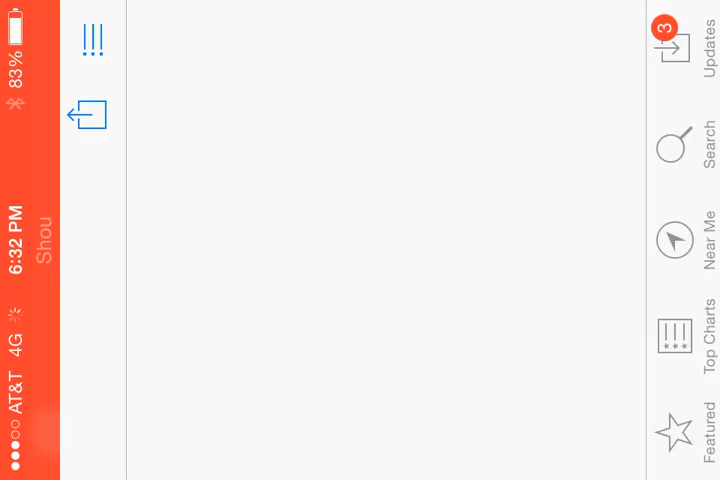 AT&T 4G 6:32 PM 83%
Shou
3
Featured Top Charts Near Me Search Updates